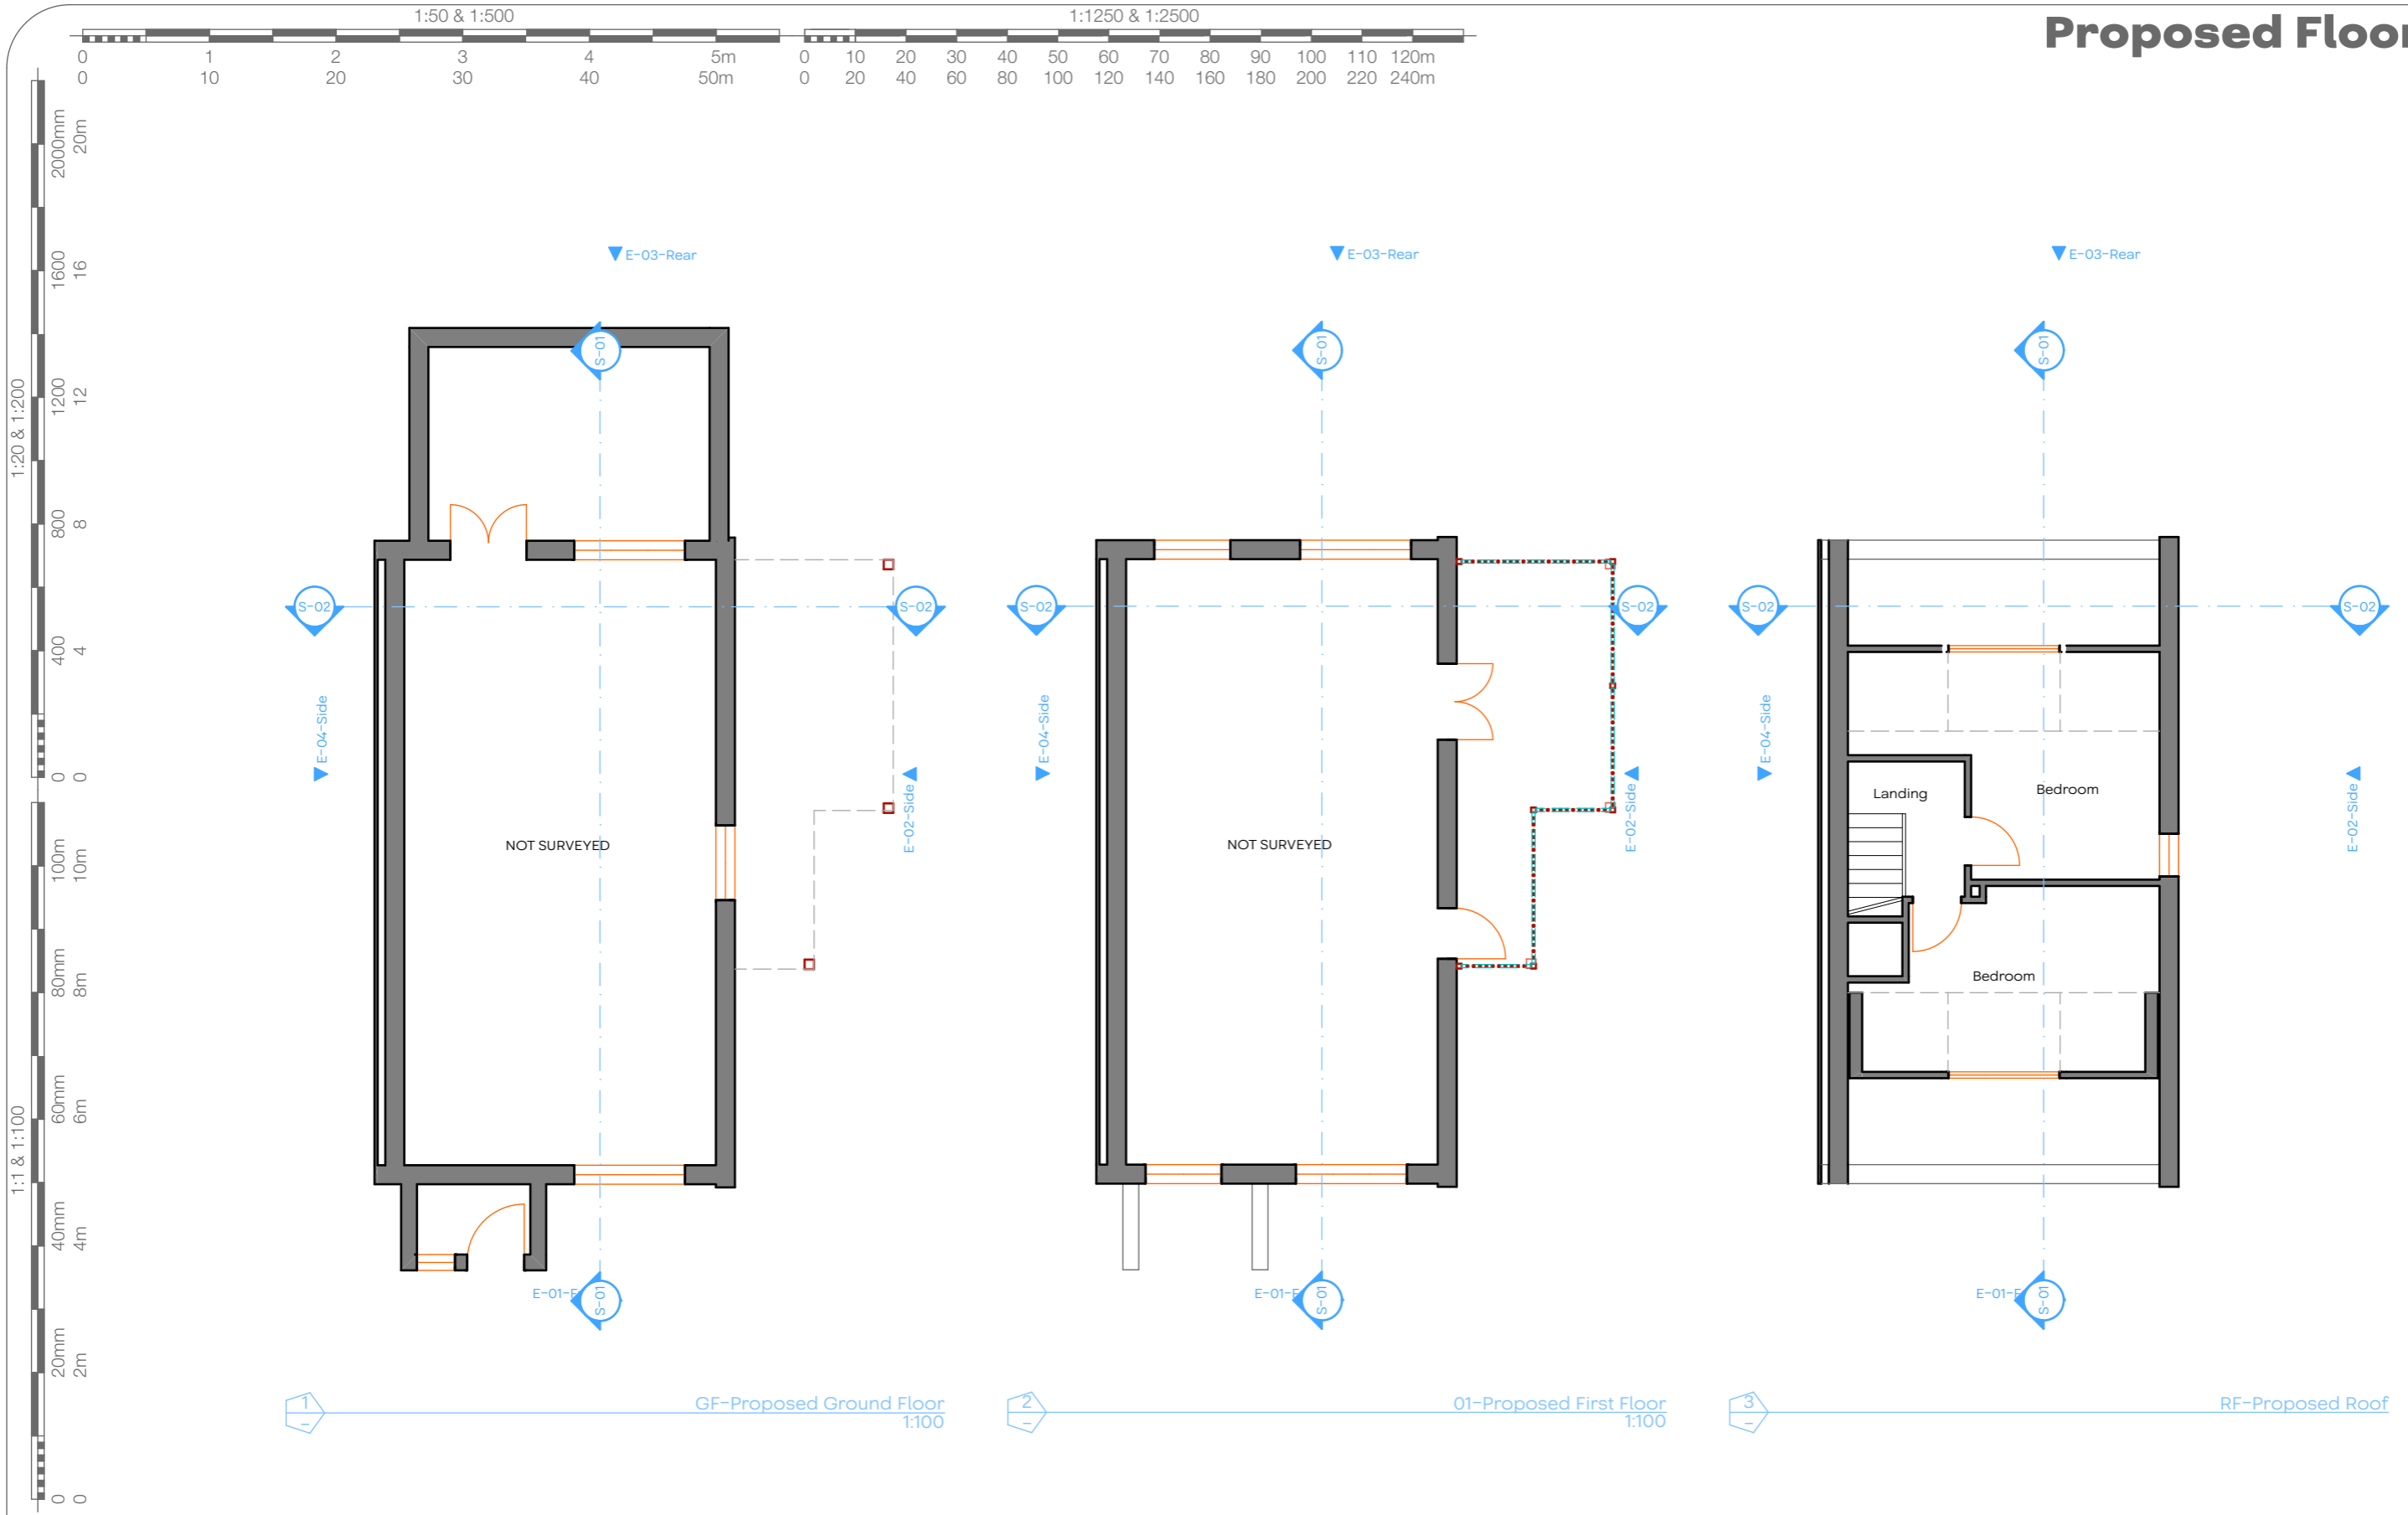 Proposed Floor
1:50 & 1:500
0 1 2 3 4 5m
0 10 20 30 40 50m
1:1250 & 1:2500
0 10 20 30 40 50 60 70 80 90 100 110 120m
0 20 40 60 80 100 120 140 160 180 200 220 240m
1:20 & 1:200
0 400 800 1200 1600 2000mm
0 4 8 12 16 20m
1:1 & 1:100
0 20mm 40mm 60mm 80mm 100m
0 2m 4m 6m 8m 10m
E-03-Rear
S-01
S-02
S-02
E-04-Side
E-02-Side
NOT SURVEYED
E-01-F
S-01
1
–
GF-Proposed Ground Floor
1:100
E-03-Rear
S-01
S-02
S-02
E-04-Side
E-02-Side
NOT SURVEYED
E-01-F
S-01
2
–
01-Proposed First Floor
1:100
E-03-Rear
S-01
S-02
S-02
E-04-Side
E-02-Side
Landing
Bedroom
Bedroom
E-01-F
S-01
3
–
RF-Proposed Roof